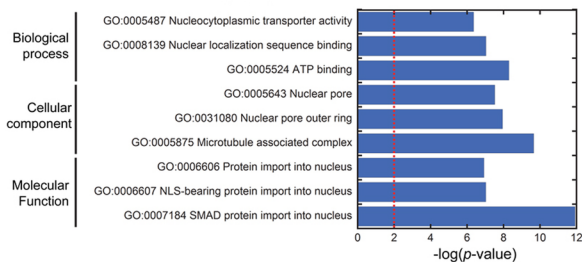 Biological
process
GO:0005487 Nucleocytoplasmic transporter activity
GO:0008139 Nuclear localization sequence binding
GO:0005524 ATP binding
Cellular
component
GO:0005643 Nuclear pore
GO:0031080 Nuclear pore outer ring
GO:0005875 Microtubule associated complex
Molecular
Function
GO:0006606 Protein import into nucleus
GO:0006607 NLS-bearing protein import into nucleus
GO:0007184 SMAD protein import into nucleus
0 2 4 6 8 10 12
-log(p-value)